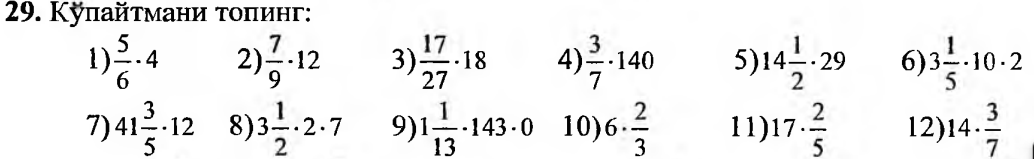 29. Кўпайтмани топинг:
1) 5/6 · 4 2) 7/9 · 12 3) 17/27 · 18 4) 3/7 · 140 5) 14 1/2 · 29 6) 3 1/5 · 10 · 2
7) 41 3/5 · 12 8) 3 1/2 · 2 · 7 9) 1 1/13 · 143 · 0 10) 6 · 2/3 11) 17 · 2/5 12) 14 · 3/7